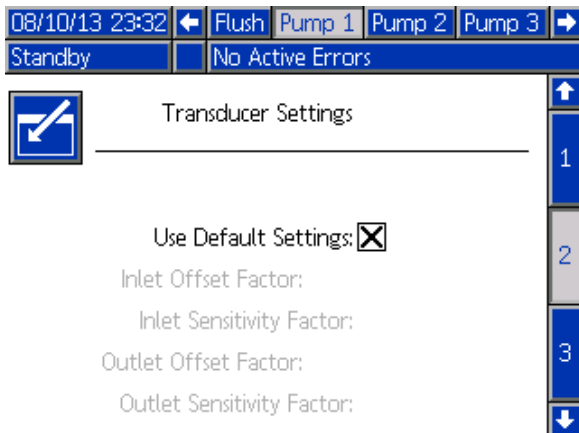 08/10/13 23:32 Flush Pump 1 Pump 2 Pump 3
Standby No Active Errors
Transducer Settings
1
Use Default Settings:
2
Inlet Offset Factor:
Inlet Sensitivity Factor:
Outlet Offset Factor:
3
Outlet Sensitivity Factor: